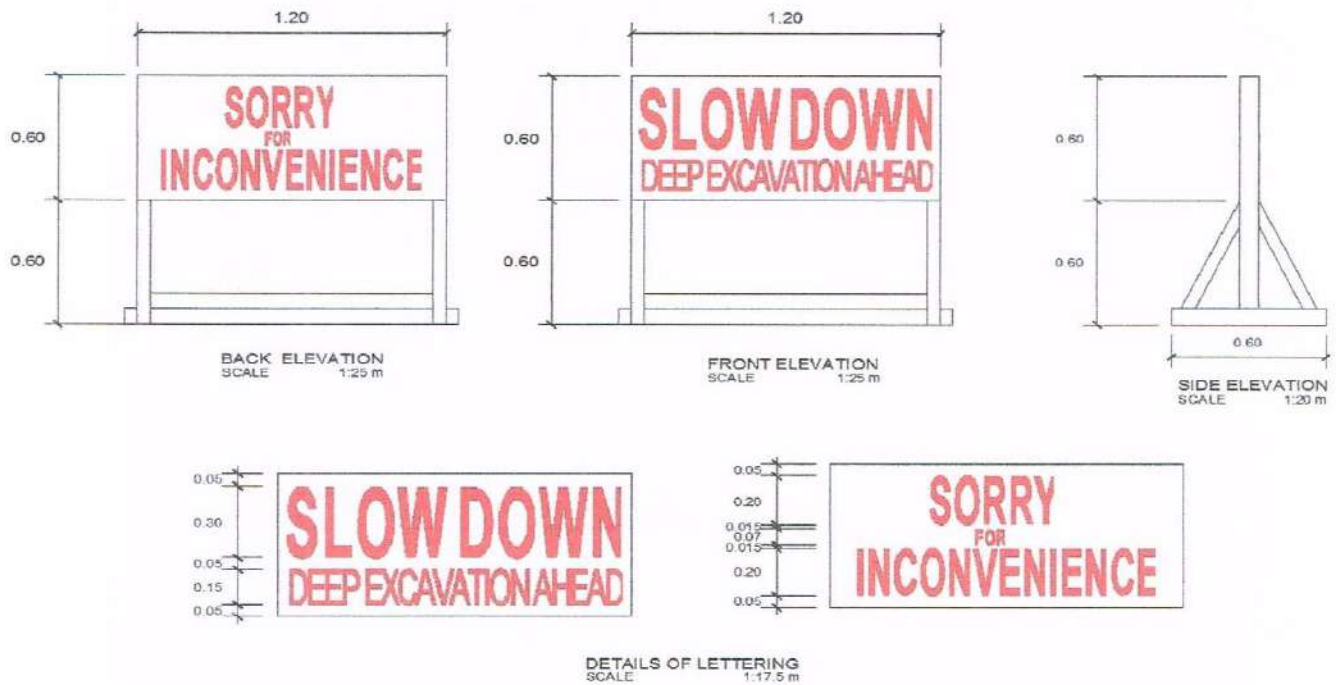 1.20
0.60
0.60
SORRY
FOR
INCONVENIENCE
BACK ELEVATION
SCALE 1:25 m
1.20
0.60
0.60
SLOW DOWN
DEEP EXCAVATION AHEAD
FRONT ELEVATION
SCALE 1:25 m
0.60
0.60
0.60
SIDE ELEVATION
SCALE 1:20 m
0.05
0.30
0.05
0.15
0.05
SLOW DOWN
DEEP EXCAVATION AHEAD
0.05
0.20
0.015
0.07
0.015
0.20
0.05
SORRY
FOR
INCONVENIENCE
DETAILS OF LETTERING
SCALE 1:17.5 m